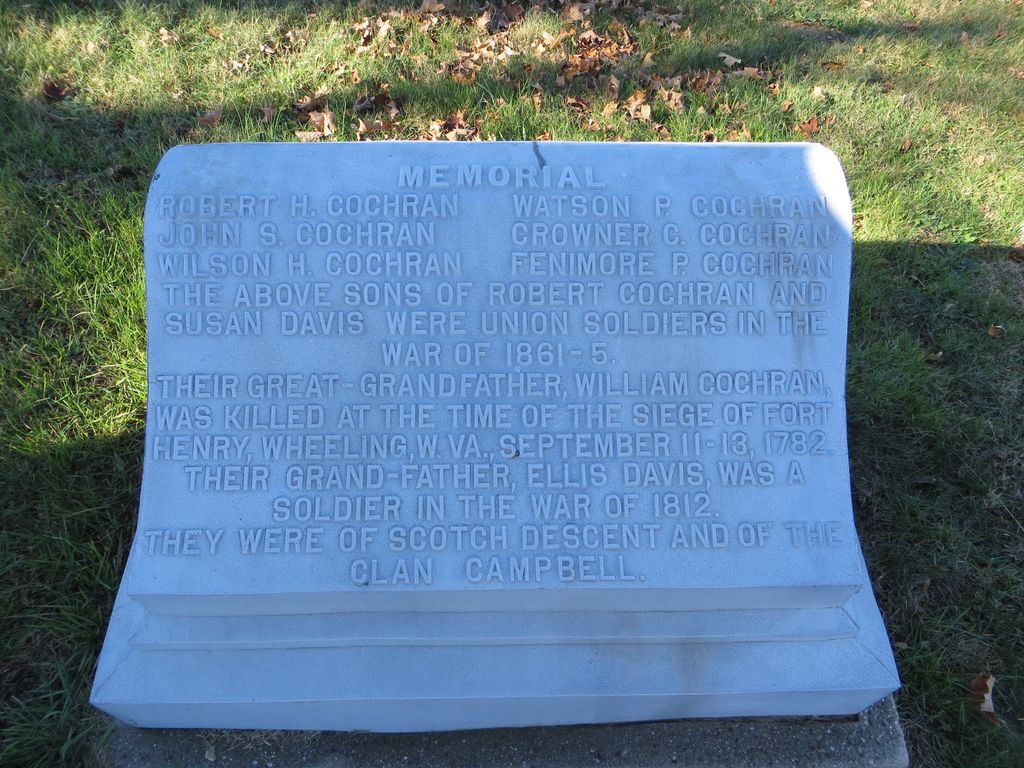 MEMORIAL
ROBERT H. COCHRAN WATSON P. COCHRAN
JOHN S. COCHRAN CROWNER C. COCHRAN
WILSON H. COCHRAN FENIMORE P. COCHRAN
THE ABOVE SONS OF ROBERT COCHRAN AND
SUSAN DAVIS WERE UNION SOLDIERS IN THE
WAR OF 1861-5.
THEIR GREAT-GRANDFATHER, WILLIAM COCHRAN,
WAS KILLED AT THE TIME OF THE SIEGE OF FORT
HENRY, WHEELING, W. VA., SEPTEMBER 11-13, 1782.
THEIR GRAND-FATHER, ELLIS DAVIS, WAS A
SOLDIER IN THE WAR OF 1812.
THEY WERE OF SCOTCH DESCENT AND OF THE
CLAN CAMPBELL.